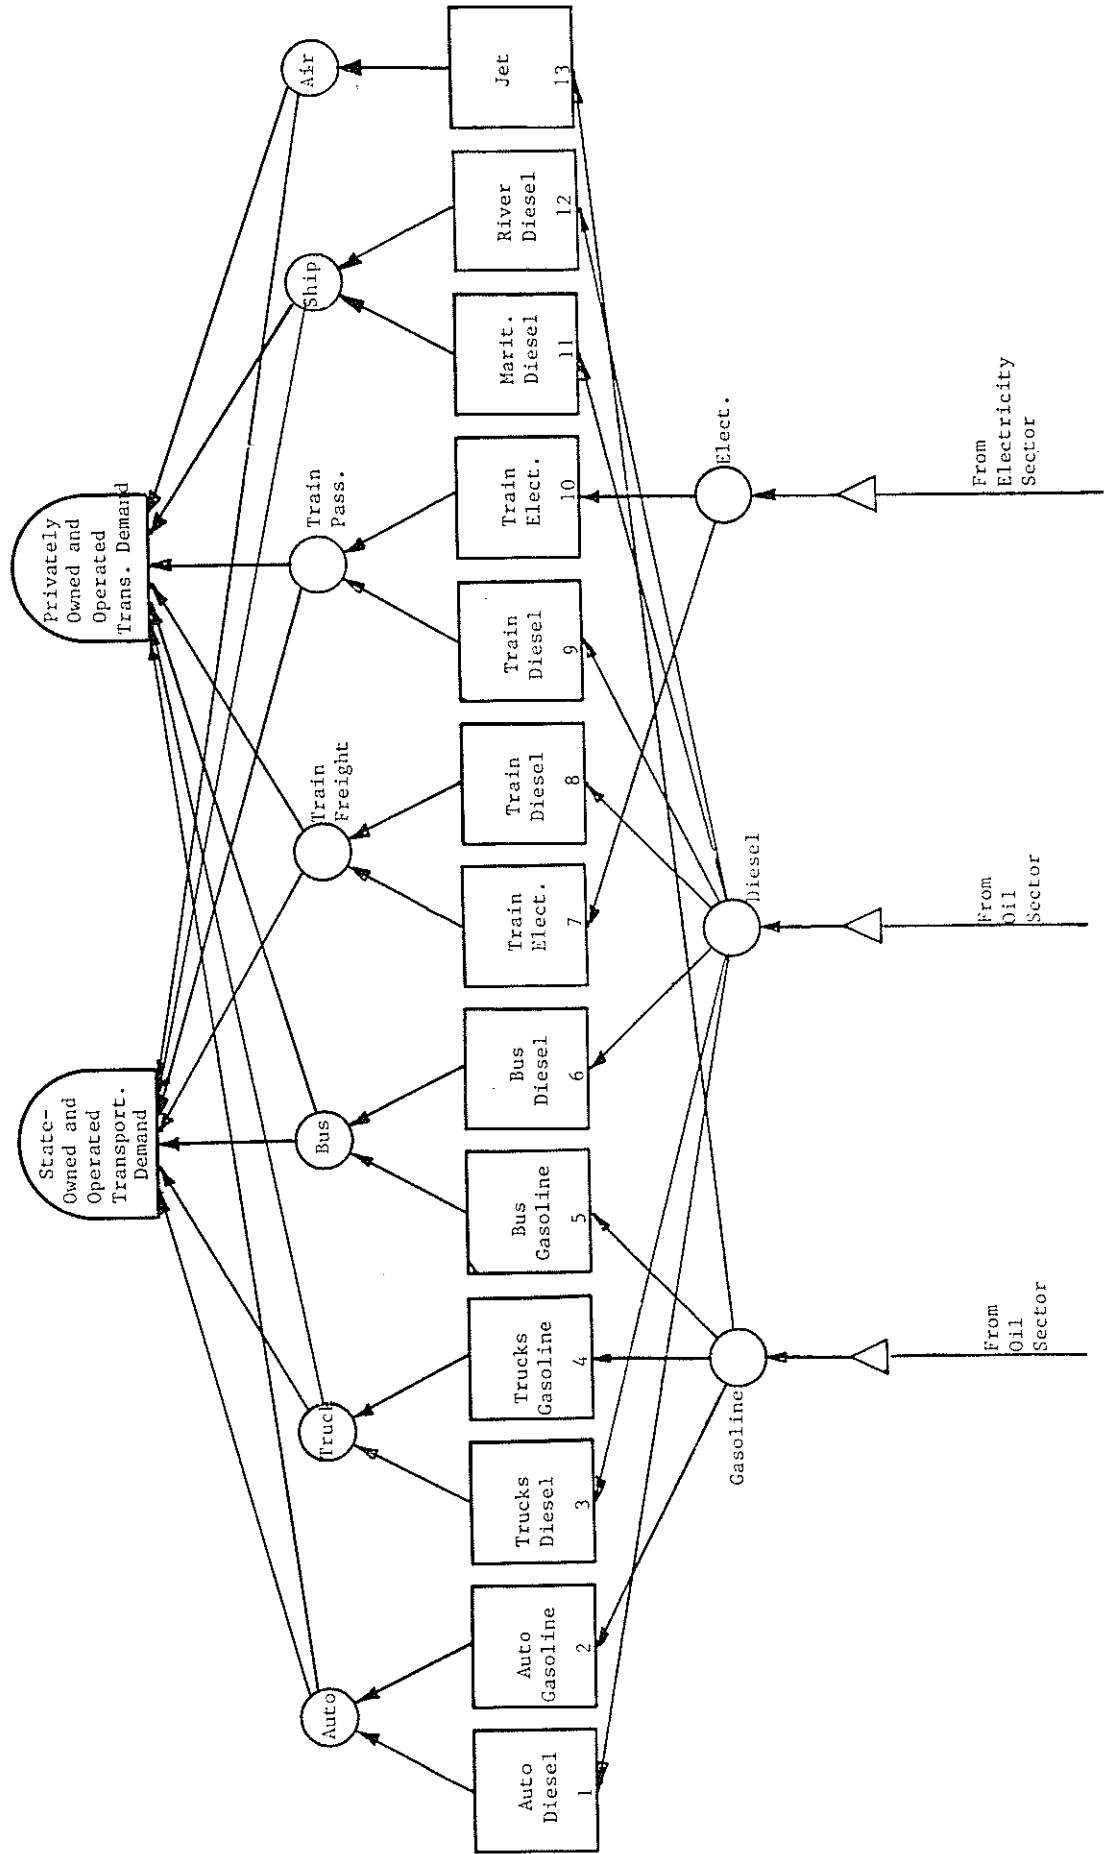 State-
Owned and
Operated
Transport.
Demand
Privately
Owned and
Operated
Trans. Demand
Auto
Truck
Bus
Train
Freight
Train
Pass.
Ship
Air
Auto
Diesel
1
Auto
Gasoline
2
Trucks
Diesel
3
Trucks
Gasoline
4
Bus
Gasoline
5
Bus
Diesel
6
Train
Elect.
7
Train
Diesel
8
Train
Diesel
9
Train
Elect.
10
Marit.
Diesel
11
River
Diesel
12
Jet
13
Gasoline
Diesel
Elect.
From
Oil
Sector
From
Oil
Sector
From
Electricity
Sector